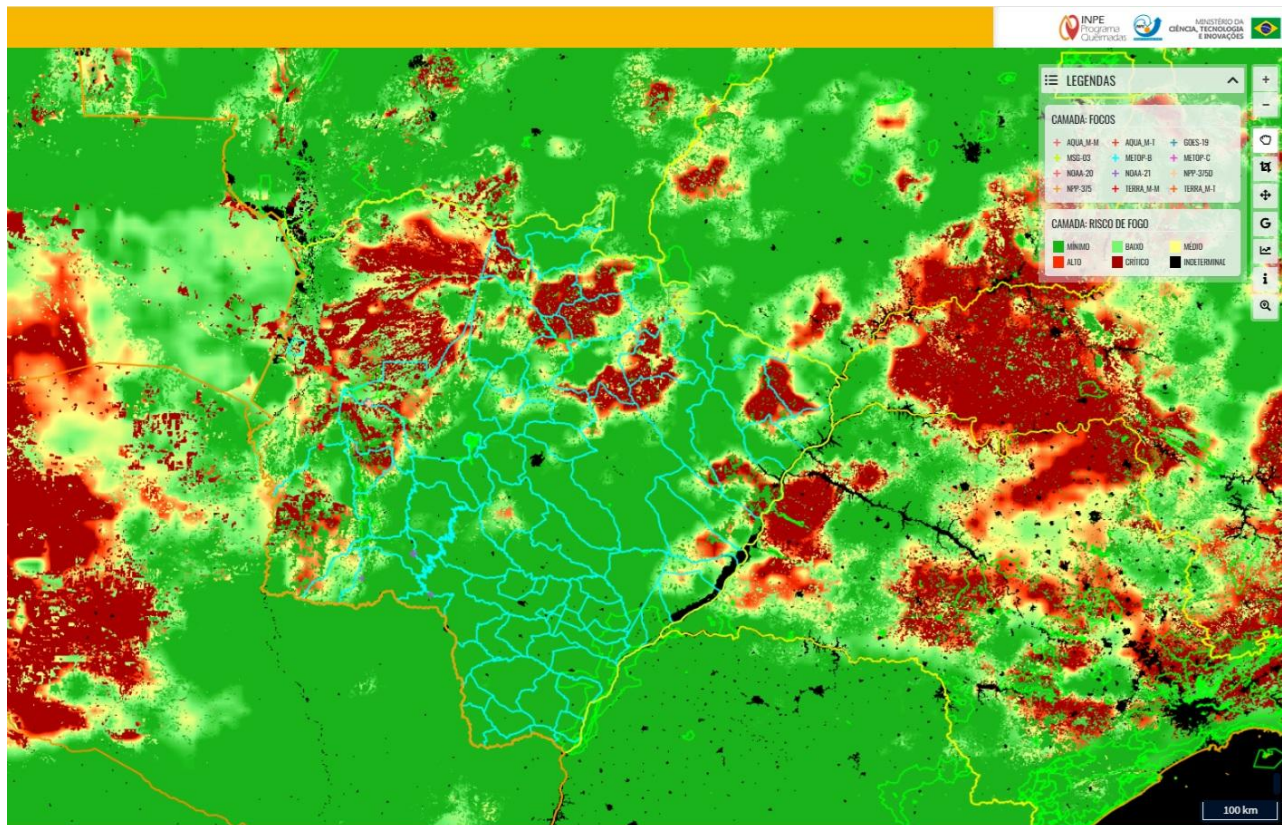 INPE
Programa
Queimadas
MINISTÉRIO DA
CIÊNCIA, TECNOLOGIA
E INOVAÇÕES
LEGENDAS
CAMADA: FOCOS
AQUA_M-M AQUA_M-T GOES-19
MSG-03 METOP-B METOP-C
NOAA-20 NOAA-21 NPP-375D
NPP-375 TERRA_M-M TERRA_M-T
CAMADA: RISCO DE FOGO
MÍNIMO BAIXO MÉDIO
ALTO CRÍTICO INDETERMINAD
100 km